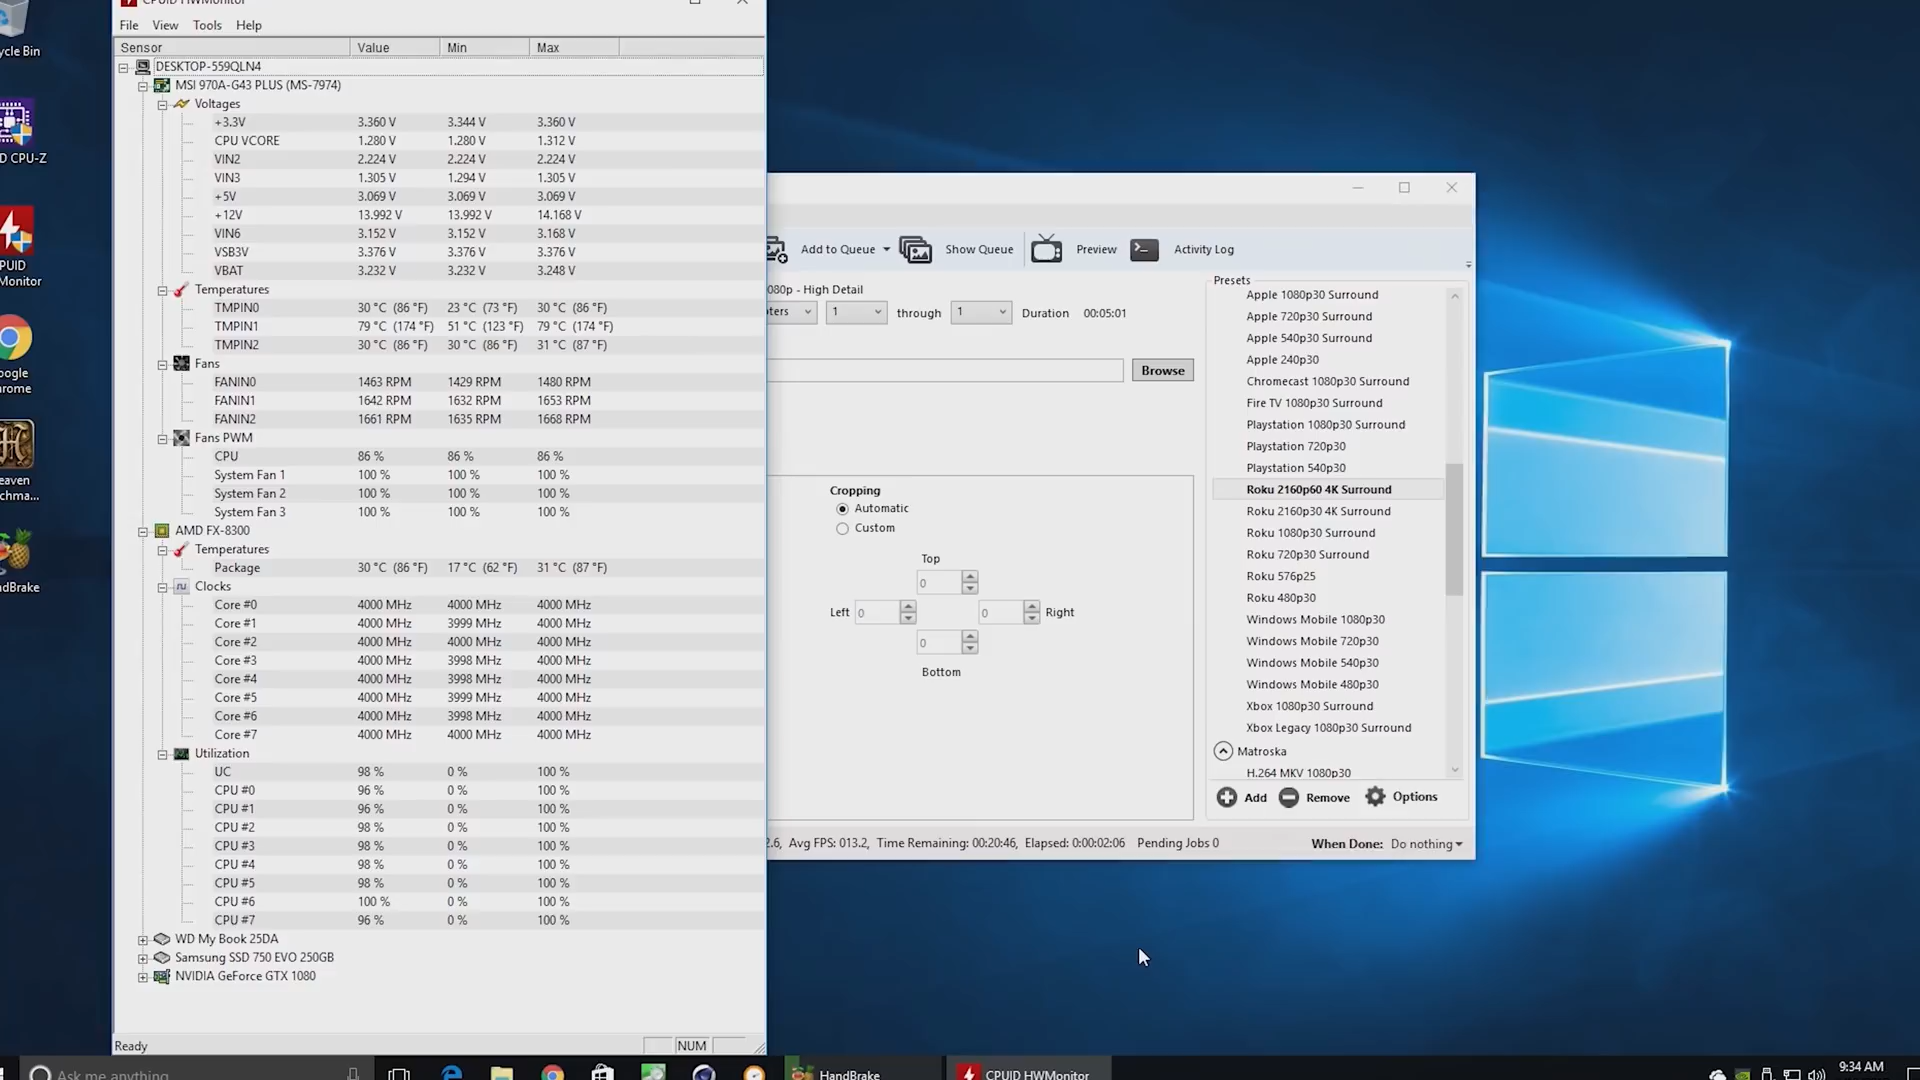 CPUID HWMonitor
File View Tools Help
Sensor Value Min Max
DESKTOP-559QLN4
MSI 970A-G43 PLUS (MS-7974)
Voltages
+3.3V 3.360 V 3.344 V 3.360 V
CPU VCORE 1.280 V 1.280 V 1.312 V
VIN2 2.224 V 2.224 V 2.224 V
VIN3 1.305 V 1.294 V 1.305 V
+5V 3.069 V 3.069 V 3.069 V
+12V 13.992 V 13.992 V 14.168 V
VIN6 3.152 V 3.152 V 3.168 V
VSB3V 3.376 V 3.376 V 3.376 V
VBAT 3.232 V 3.232 V 3.248 V
Temperatures
TMPIN0 30 °C (86 °F) 23 °C (73 °F) 30 °C (86 °F)
TMPIN1 79 °C (174 °F) 51 °C (123 °F) 79 °C (174 °F)
TMPIN2 30 °C (86 °F) 30 °C (86 °F) 31 °C (87 °F)
Fans
FANIN0 1463 RPM 1429 RPM 1480 RPM
FANIN1 1642 RPM 1632 RPM 1653 RPM
FANIN2 1661 RPM 1635 RPM 1668 RPM
Fans PWM
CPU 86 % 86 % 86 %
System Fan 1 100 % 100 % 100 %
System Fan 2 100 % 100 % 100 %
System Fan 3 100 % 100 % 100 %
AMD FX-8300
Temperatures
Package 30 °C (86 °F) 17 °C (62 °F) 31 °C (87 °F)
Clocks
Core #0 4000 MHz 4000 MHz 4000 MHz
Core #1 4000 MHz 3999 MHz 4000 MHz
Core #2 4000 MHz 4000 MHz 4000 MHz
Core #3 4000 MHz 3998 MHz 4000 MHz
Core #4 4000 MHz 3998 MHz 4000 MHz
Core #5 4000 MHz 3999 MHz 4000 MHz
Core #6 4000 MHz 3998 MHz 4000 MHz
Core #7 4000 MHz 4000 MHz 4000 MHz
Utilization
UC 98 % 0 % 100 %
CPU #0 96 % 0 % 100 %
CPU #1 96 % 0 % 100 %
CPU #2 98 % 0 % 100 %
CPU #3 98 % 0 % 100 %
CPU #4 98 % 0 % 100 %
CPU #5 98 % 0 % 100 %
CPU #6 100 % 0 % 100 %
CPU #7 96 % 0 % 100 %
WD My Book 25DA
Samsung SSD 750 EVO 250GB
NVIDIA GeForce GTX 1080
Ready NUM
ycle Bin
D CPU-Z
PUID
Monitor
oogle
hrome
eaven
chma...
ndBrake
Add to Queue Show Queue Preview Activity Log
080p - High Detail
ters 1 through 1 Duration 00:05:01
Browse
Cropping
Automatic
Custom
Top
0
Left 0 0 Right
0
Bottom
Presets
Apple 1080p30 Surround
Apple 720p30 Surround
Apple 540p30 Surround
Apple 240p30
Chromecast 1080p30 Surround
Fire TV 1080p30 Surround
Playstation 1080p30 Surround
Playstation 720p30
Playstation 540p30
Roku 2160p60 4K Surround
Roku 2160p30 4K Surround
Roku 1080p30 Surround
Roku 720p30 Surround
Roku 576p25
Roku 480p30
Windows Mobile 1080p30
Windows Mobile 720p30
Windows Mobile 540p30
Windows Mobile 480p30
Xbox 1080p30 Surround
Xbox Legacy 1080p30 Surround
Matroska
H.264 MKV 1080p30
Add Remove Options
2.6, Avg FPS: 013.2, Time Remaining: 00:20:46, Elapsed: 0:00:02:06 Pending Jobs 0 When Done: Do nothing
Ask me anything HandBrake CPUID HWMonitor 9:34 AM